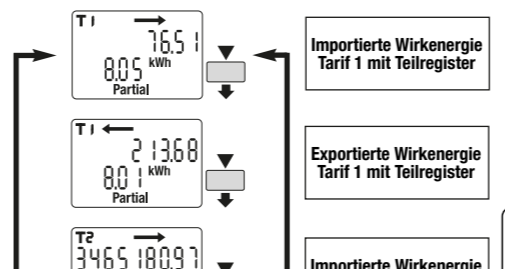 T1
76.51
8.05 kWh
Partial
Importierte Wirkenergie
Tarif 1 mit Teilregister
T1
213.68
8.01 kWh
Partial
Exportierte Wirkenergie
Tarif 1 mit Teilregister
T2
3465180.97
Importierte Wirkenergie